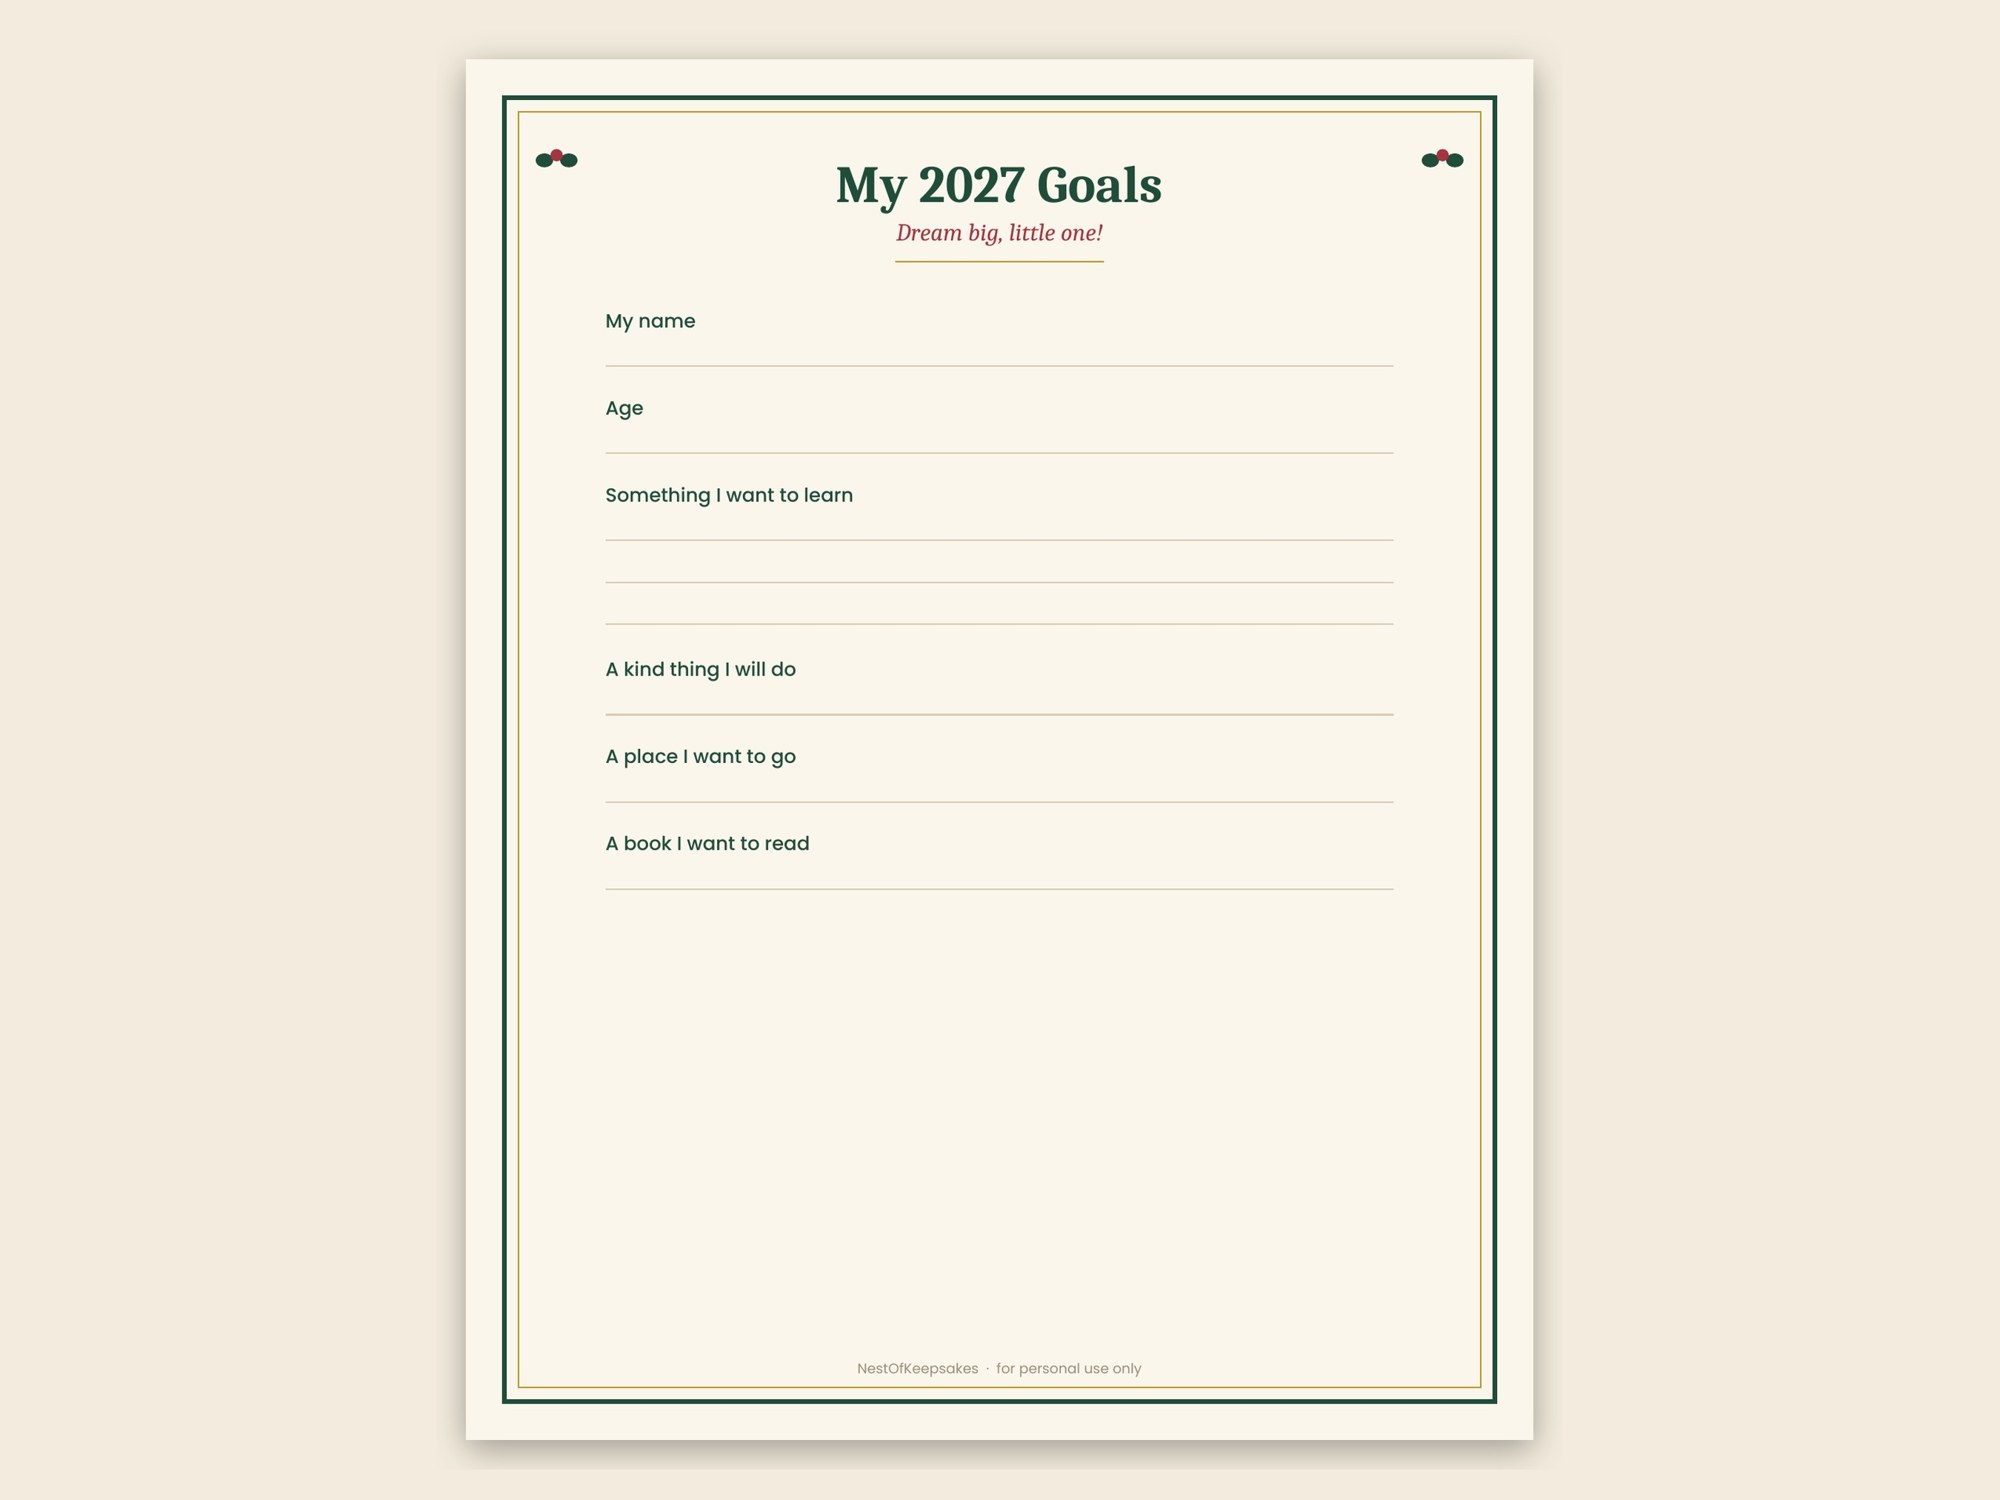 My 2027 Goals
Dream big, little one!
My name
Age
Something I want to learn
A kind thing I will do
A place I want to go
A book I want to read
NestOfKeepsakes · for personal use only